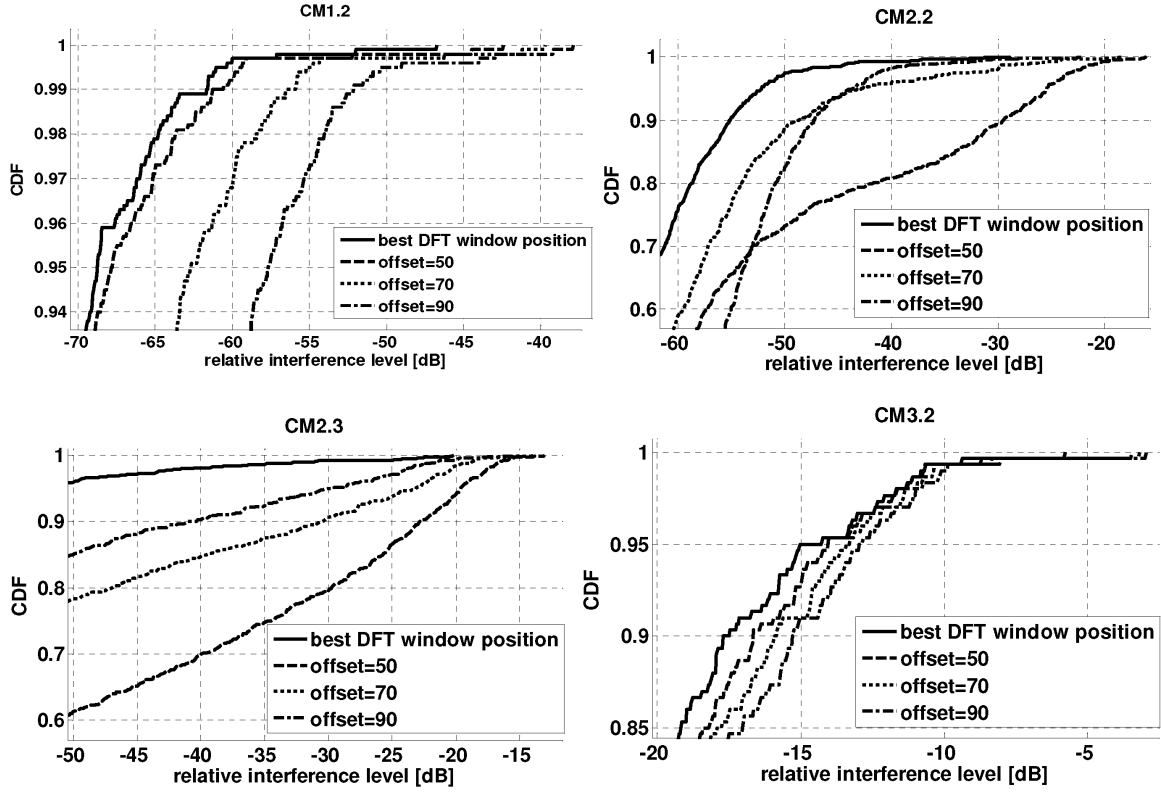 CM1.2
CDF
1
0.99
0.98
0.97
0.96
0.95
0.94
best DFT window position
offset=50
offset=70
offset=90
-70 -65 -60 -55 -50 -45 -40
relative interference level [dB]
CM2.2
CDF
1
0.9
0.8
0.7
0.6
best DFT window position
offset=50
offset=70
offset=90
-60 -50 -40 -30 -20
relative interference level [dB]
CM2.3
CDF
1
0.9
0.8
0.7
0.6
best DFT window position
offset=50
offset=70
offset=90
-50 -45 -40 -35 -30 -25 -20 -15
relative interference level [dB]
CM3.2
CDF
1
0.95
0.9
0.85
best DFT window position
offset=50
offset=70
offset=90
-20 -15 -10 -5
relative interference level [dB]